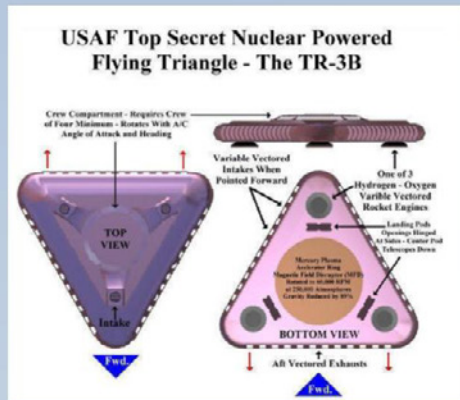 USAF Top Secret Nuclear Powered
Flying Triangle - The TR-3B
Crew Compartment - Requires Crew
of Four Minimum - Rotates With A/C
Angle of Attack and Heading
Variable Vectored
Intakes When
Pointed Forward
One of 3
Hydrogen - Oxygen
Varible Vectored
Rocket Engines
Landing Pods
Openings Hinged
At Sides - Center Pod
Telescopes Down
TOP
VIEW
Intake
Fwd.
Mercury Plasma
Accelerator Ring
Magnetic Field Disruptor (MFD)
Rotated to 60,000 RPM
at 250,000 Atmospheres
Gravity Reduced by 89%
BOTTOM VIEW
Aft Vectored Exhausts
Fwd.